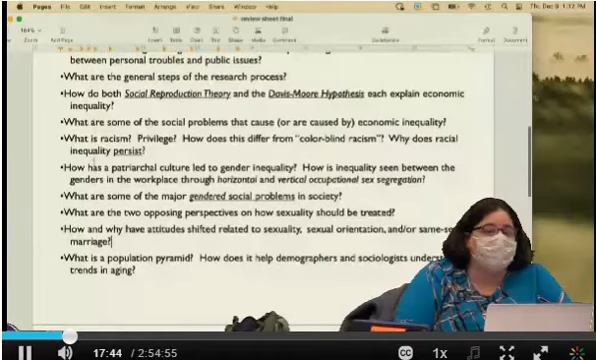 Pages File Edit Insert Format Arrange View Share Window Help
Thu Dec 9 1:12 PM
review sheet final
between personal troubles and public issues?
•What are the general steps of the research process?
•How do both Social Reproduction Theory and the Davis-Moore Hypothesis each explain economic
inequality?
•What are some of the social problems that cause (or are caused by) economic inequality?
•What is racism? Privilege? How does this differ from "color-blind racism"? Why does racial
inequality persist?
•How has a patriarchal culture led to gender inequality? How is inequality seen between the
genders in the workplace through horizontal and vertical occupational sex segregation?
•What are some of the major gendered social problems in society?
•What are the two opposing perspectives on how sexuality should be treated?
•How and why have attitudes shifted related to sexuality, sexual orientation, and/or same-se
marriage?
•What is a population pyramid? How does it help demographers and sociologists underst
trends in aging?
17:44 / 2:54:55
CC 1x